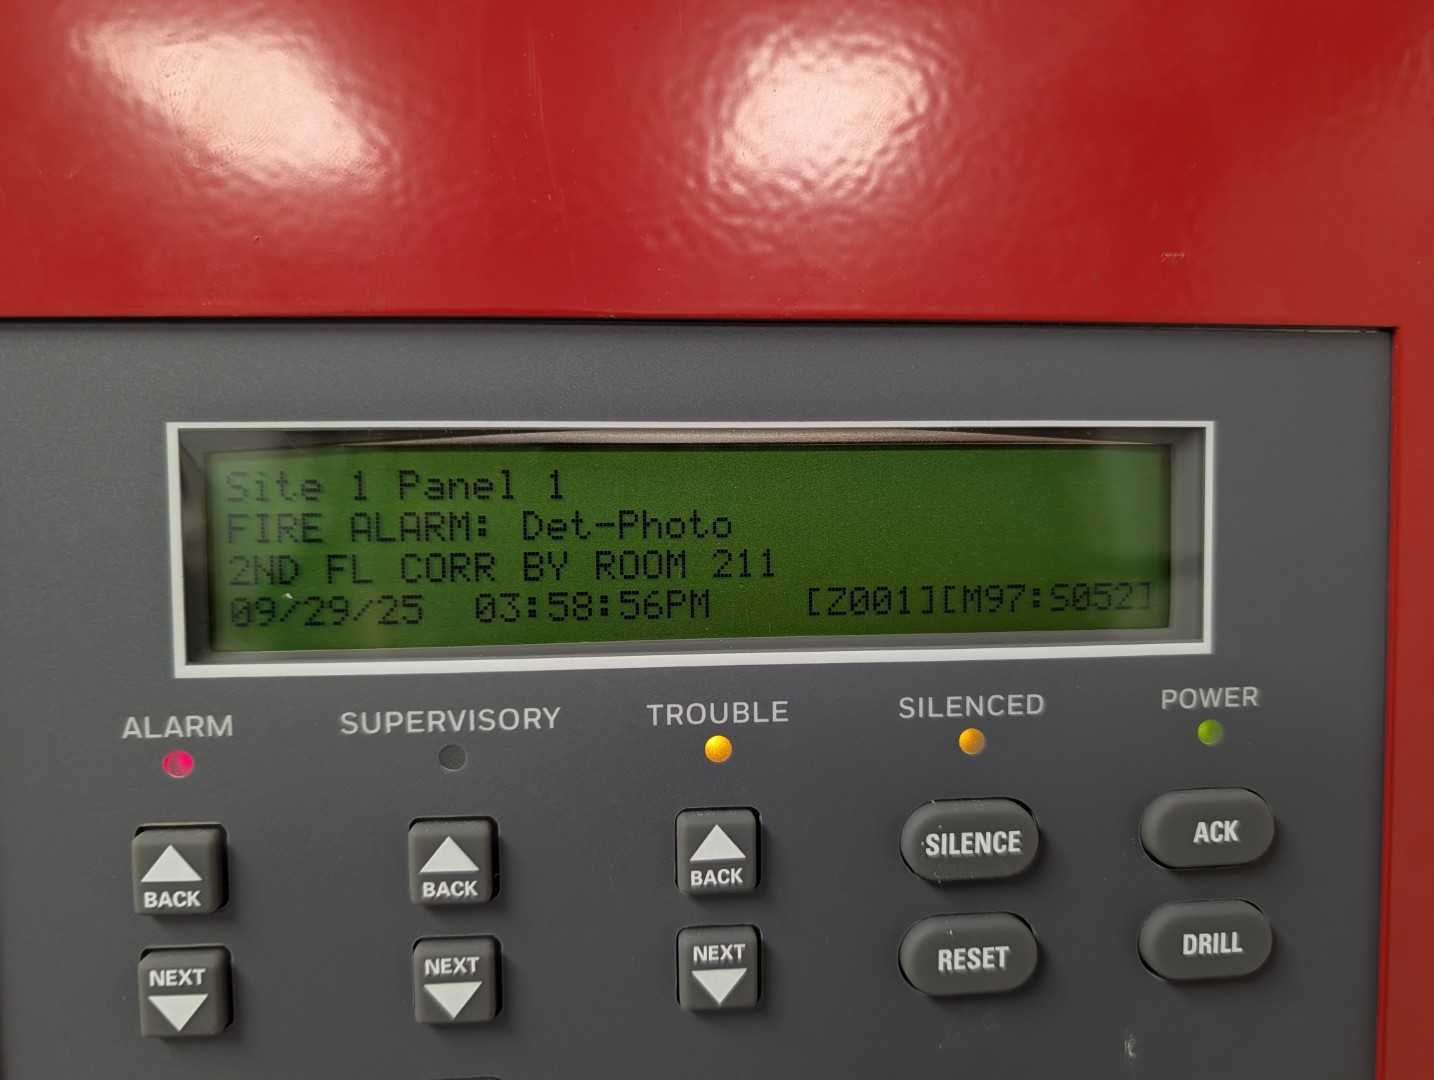 Site 1 Panel 1
FIRE ALARM: Det-Photo
2ND FL CORR BY ROOM 211
09/29/25 03:58:56PM [Z001][M97:S052]
ALARM SUPERVISORY TROUBLE SILENCED POWER
BACK BACK BACK SILENCE ACK
NEXT NEXT NEXT RESET DRILL